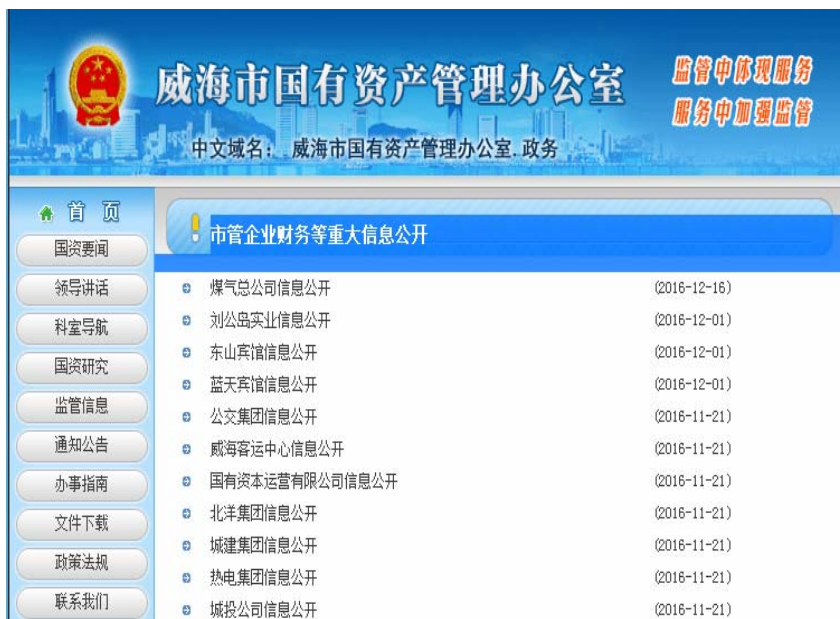 威海市国有资产管理办公室
监管中体现服务
服务中加强监管
中文域名： 威海市国有资产管理办公室.政务
首 页
国资要闻
领导讲话
科室导航
国资研究
监管信息
通知公告
办事指南
文件下载
政策法规
联系我们
市管企业财务等重大信息公开
煤气总公司信息公开 (2016-12-16)
刘公岛实业信息公开 (2016-12-01)
东山宾馆信息公开 (2016-12-01)
蓝天宾馆信息公开 (2016-12-01)
公交集团信息公开 (2016-11-21)
威海客运中心信息公开 (2016-11-21)
国有资本运营有限公司信息公开 (2016-11-21)
北洋集团信息公开 (2016-11-21)
城建集团信息公开 (2016-11-21)
热电集团信息公开 (2016-11-21)
城投公司信息公开 (2016-11-21)